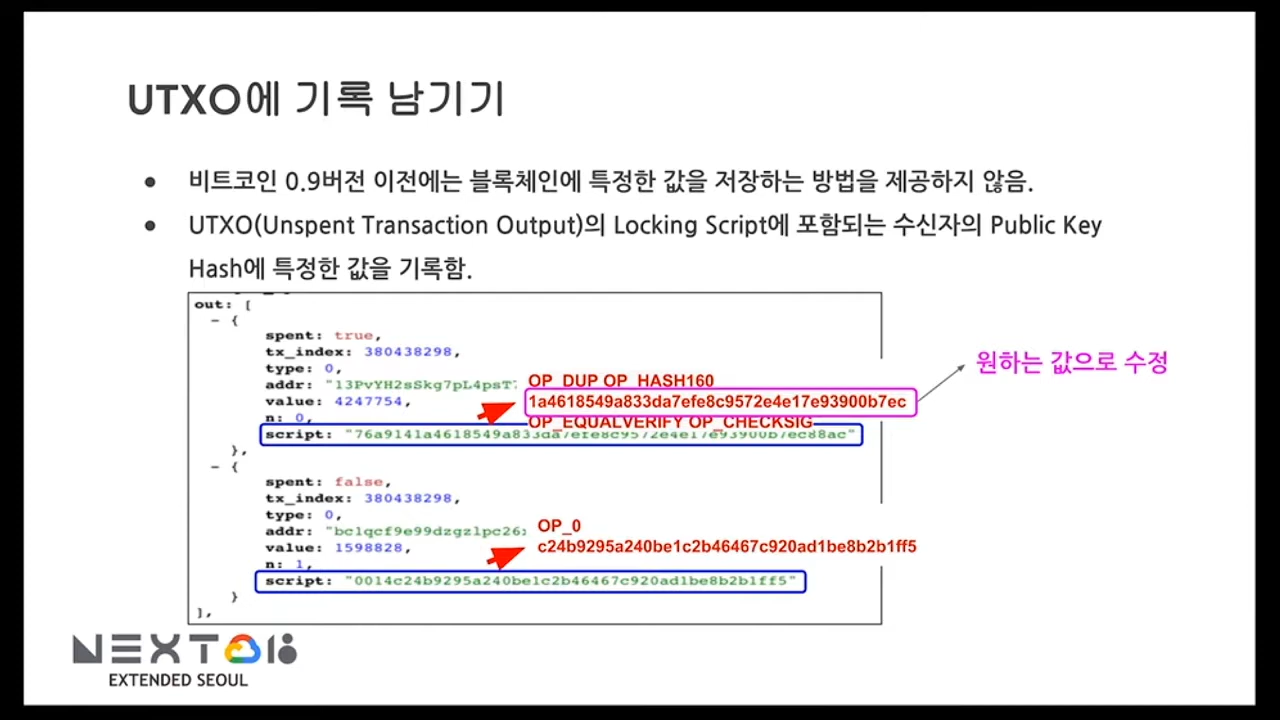 UTXO에 기록 남기기
● 비트코인 0.9버전 이전에는 블록체인에 특정한 값을 저장하는 방법을 제공하지 않음.
● UTXO(Unspent Transaction Output)의 Locking Script에 포함되는 수신자의 Public Key
Hash에 특정한 값을 기록함.
out: [
- {
spent: true,
tx_index: 380438298,
type: 0,
addr: "13PvYH2sSkg7pL4psT
value: 4247754,
n: 0,
script: "76a9141a4618549a833da7efe8c9572e4e17e93900b7ec88ac"
},
OP_DUP OP_HASH160
1a4618549a833da7efe8c9572e4e17e93900b7ec
OP_EQUALVERIFY OP_CHECKSIG
원하는 값으로 수정
- {
spent: false,
tx_index: 380438298,
type: 0,
addr: "bc1qcf9e99dzgzlpc26
value: 1598828,
n: 1,
script: "0014c24b9295a240be1c2b46467c920ad1be8b2b1ff5"
}
],
OP_0
c24b9295a240be1c2b46467c920ad1be8b2b1ff5
NEXT 18
EXTENDED SEOUL